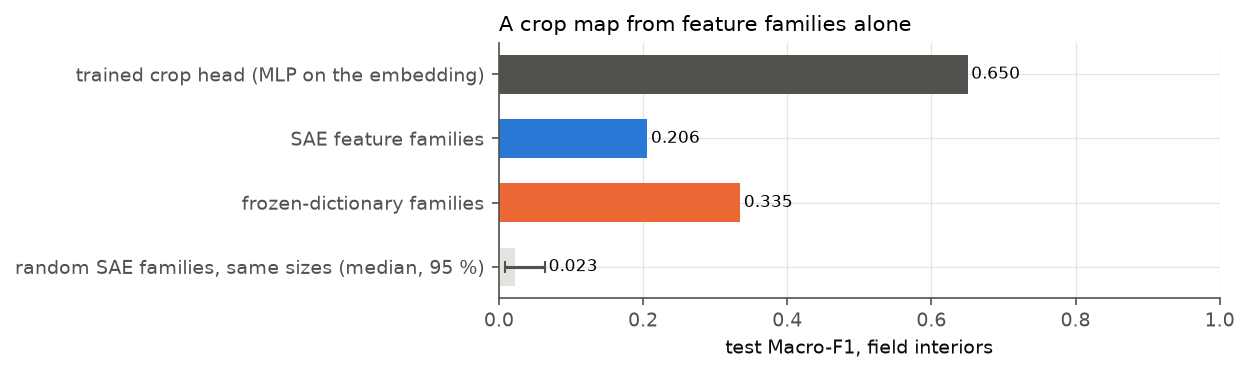 A crop map from feature families alone
trained crop head (MLP on the embedding)
0.650
SAE feature families
0.206
frozen-dictionary families
0.335
random SAE families, same sizes (median, 95 %)
0.023
0.0 0.2 0.4 0.6 0.8 1.0
test Macro-F1, field interiors